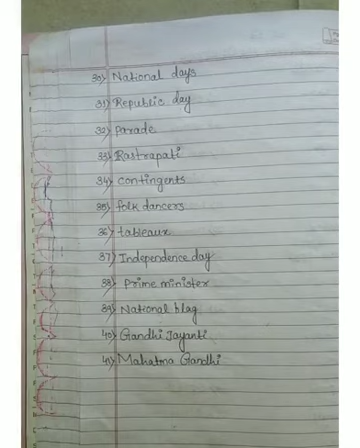 30) National days
31) Republic day
32) Parade
33) Rastrapati
34) contingents
35) folk dancers
36) tableaux
37) Independence day
38) Prime minister
39) National blag
40) Gandhi Jayanti
41) Mahatma Gandhi